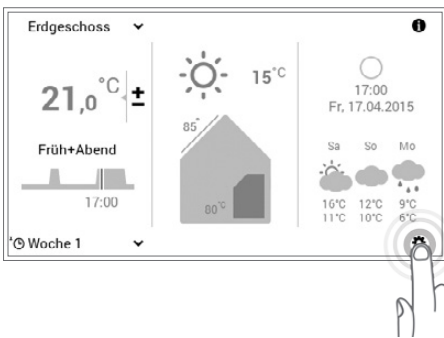 Erdgeschoss
21,0 °C ±
Früh+Abend
17:00
Woche 1
15°C
85°
80°C
17:00
Fr, 17.04.2015
Sa So Mo
16°C 12°C 9°C
11°C 10°C 6°C